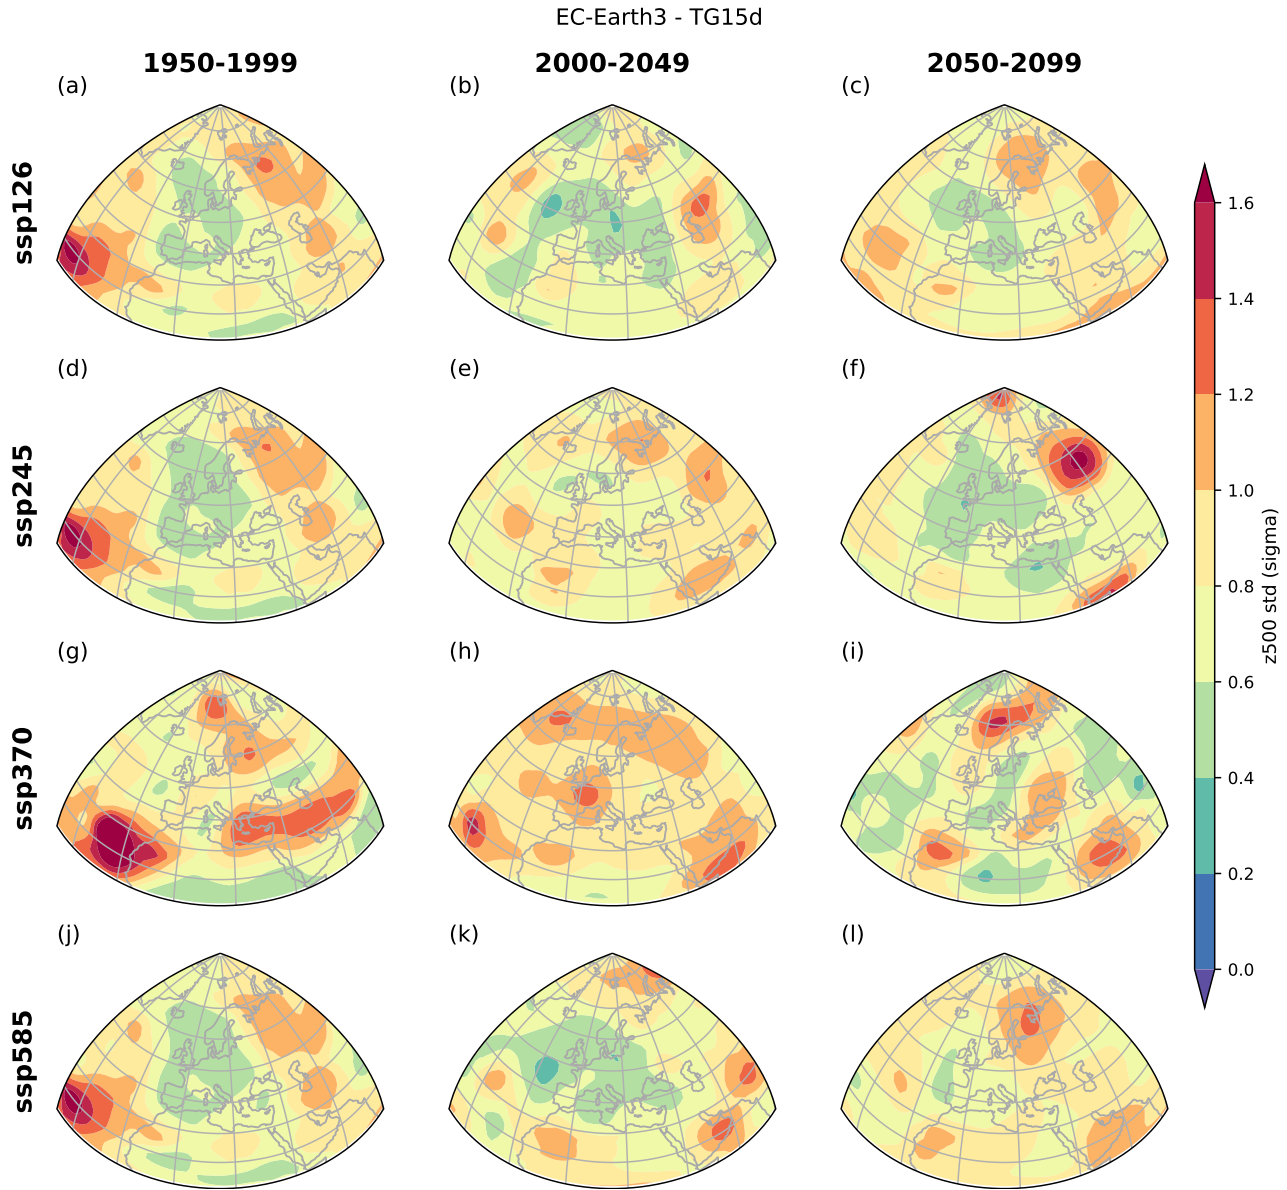 EC-Earth3 - TG15d
1950-1999 2000-2049 2050-2099
(a) (b) (c)
ssp126
(d) (e) (f)
ssp245
(g) (h) (i)
ssp370
(j) (k) (l)
ssp585
1.6
1.4
1.2
1.0
0.8
0.6
0.4
0.2
0.0
z500 std (sigma)